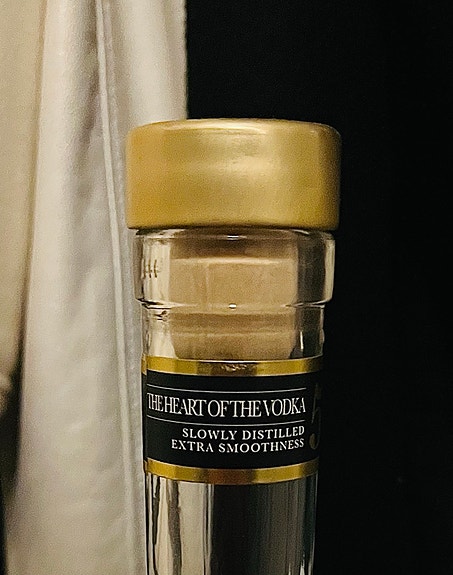 THE HEART OF THE VODKA
SLOWLY DISTILLED
EXTRA SMOOTHNESS